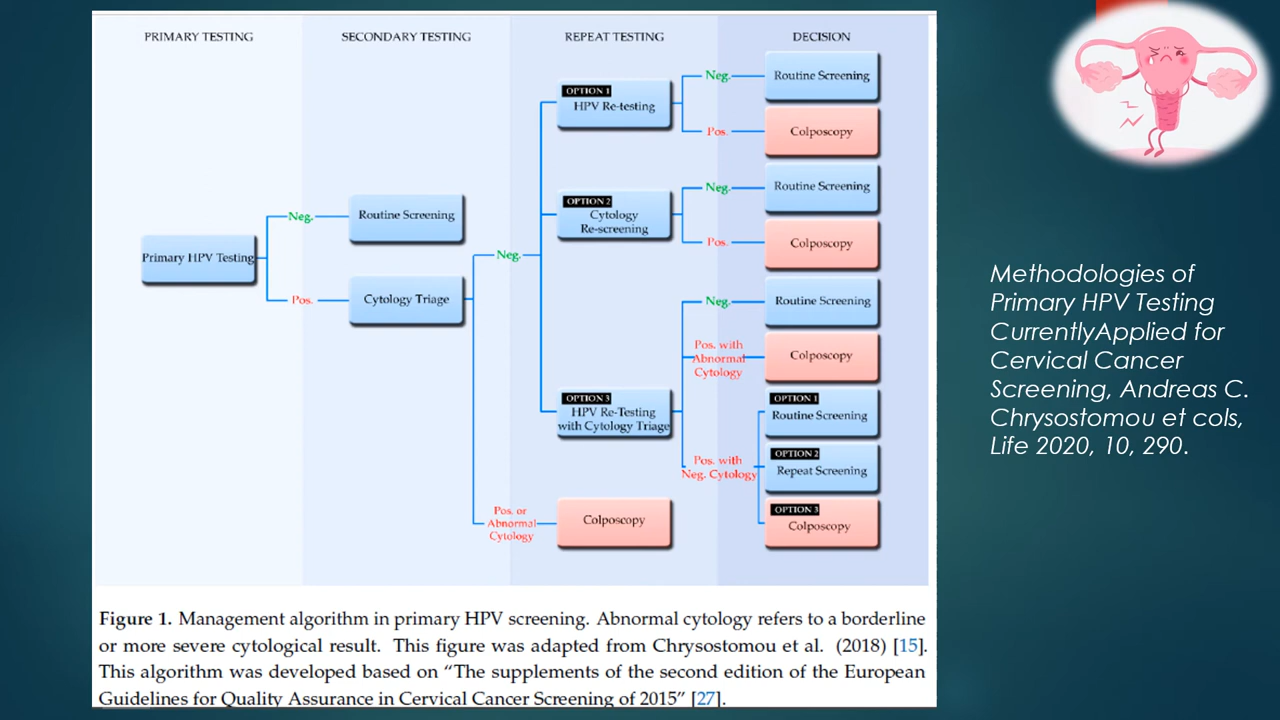 PRIMARY TESTING
SECONDARY TESTING
REPEAT TESTING
DECISION
Primary HPV Testing
Neg.
Routine Screening
Pos.
Cytology Triage
Neg.
Pos. or
Abnormal
Cytology
OPTION 1
HPV Re-testing
Neg.
Routine Screening
Pos.
Colposcopy
OPTION 2
Cytology
Re-screening
Neg.
Routine Screening
Pos.
Colposcopy
OPTION 3
HPV Re-Testing
with Cytology Triage
Neg.
Routine Screening
Pos. with
Abnormal
Cytology
Colposcopy
Pos. with
Neg. Cytology
OPTION 1
Routine Screening
OPTION 2
Repeat Screening
OPTION 3
Colposcopy
Colposcopy
Figure 1. Management algorithm in primary HPV screening. Abnormal cytology refers to a borderline
or more severe cytological result. This figure was adapted from Chrysostomou et al. (2018) [15].
This algorithm was developed based on “The supplements of the second edition of the European
Guidelines for Quality Assurance in Cervical Cancer Screening of 2015” [27].
Methodologies of
Primary HPV Testing
CurrentlyApplied for
Cervical Cancer
Screening, Andreas C.
Chrysostomou et cols,
Life 2020, 10, 290.